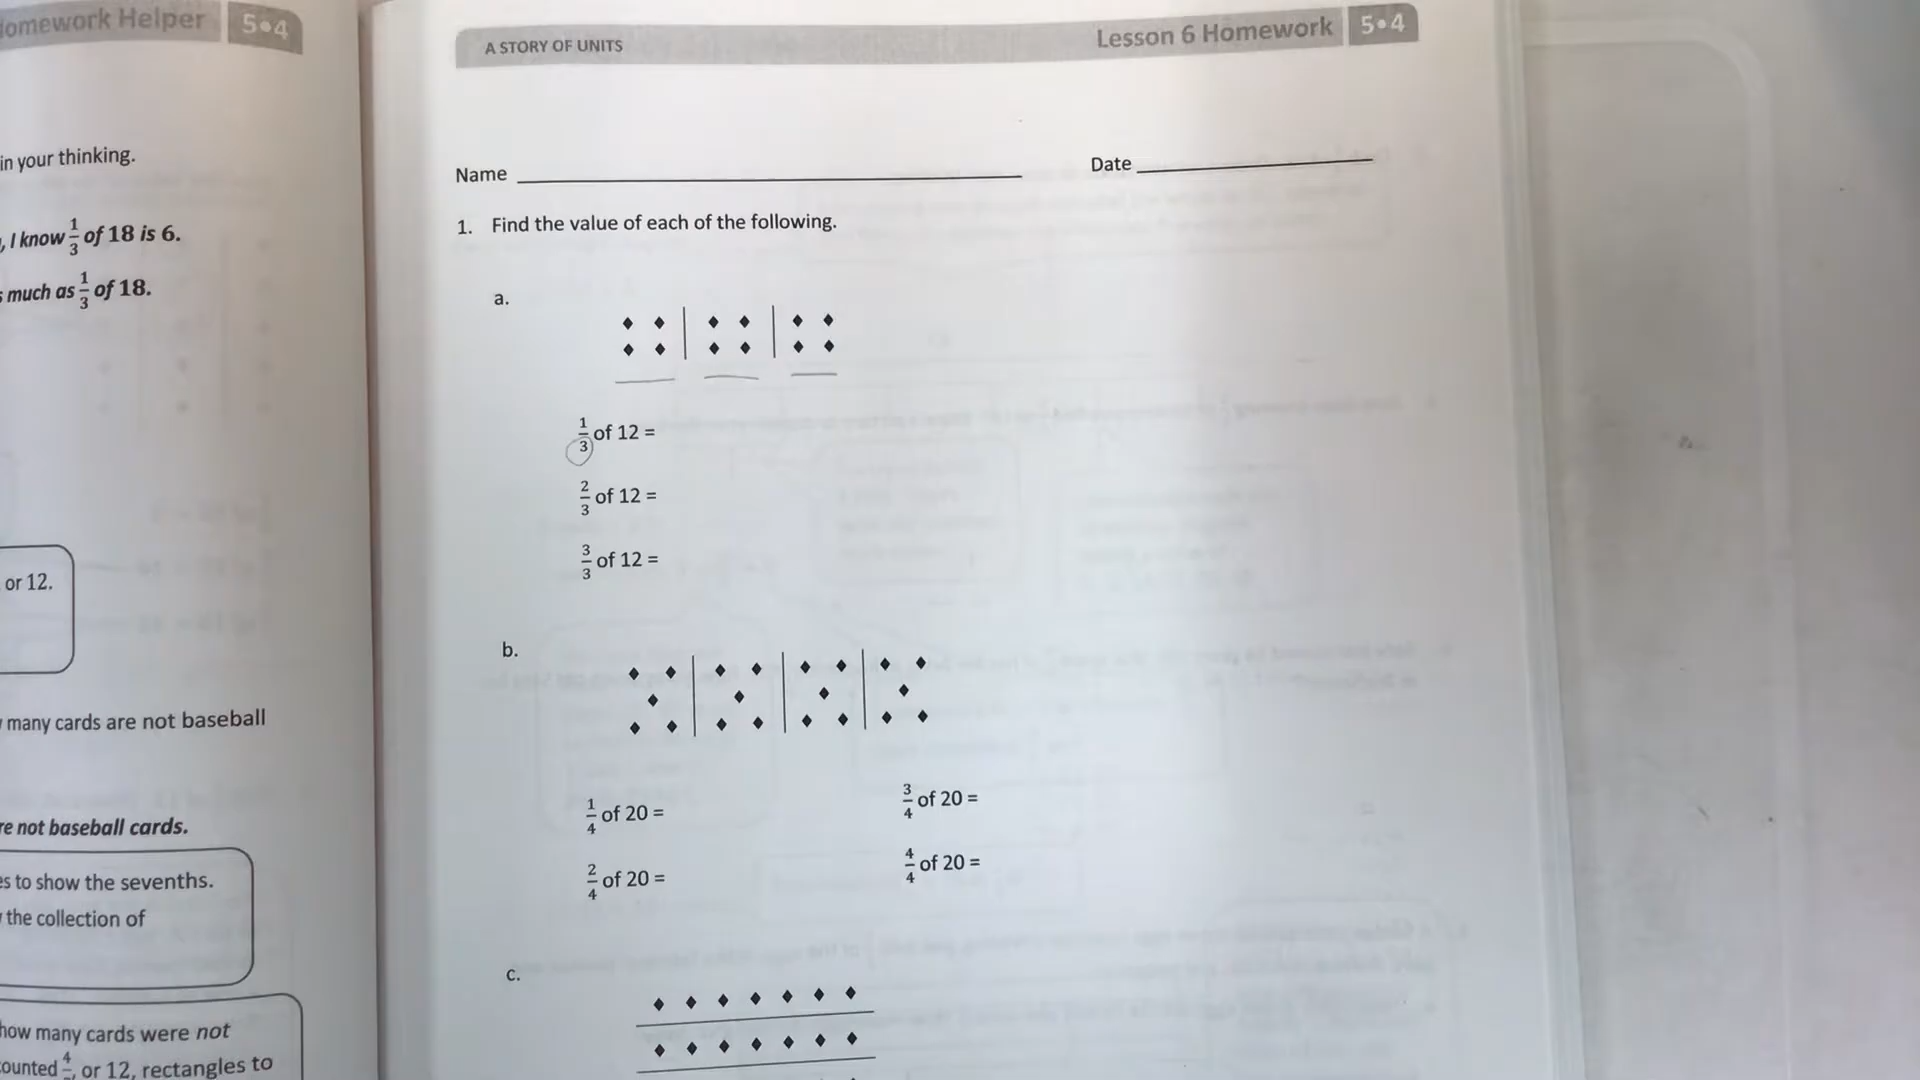 Homework Helper 5•4
in your thinking.
, I know 1/3 of 18 is 6.
much as 1/3 of 18.
or 12.
many cards are not baseball
re not baseball cards.
es to show the sevenths.
the collection of
how many cards were not
counted 4/, or 12, rectangles to
A STORY OF UNITS
Lesson 6 Homework 5•4
Name
Date
1. Find the value of each of the following.
a.
1/3 of 12 =
2/3 of 12 =
3/3 of 12 =
b.
1/4 of 20 =
3/4 of 20 =
2/4 of 20 =
4/4 of 20 =
c.